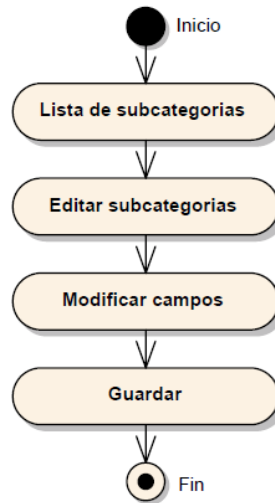 Inicio
Lista de subcategorias
Editar subcategorias
Modificar campos
Guardar
Fin